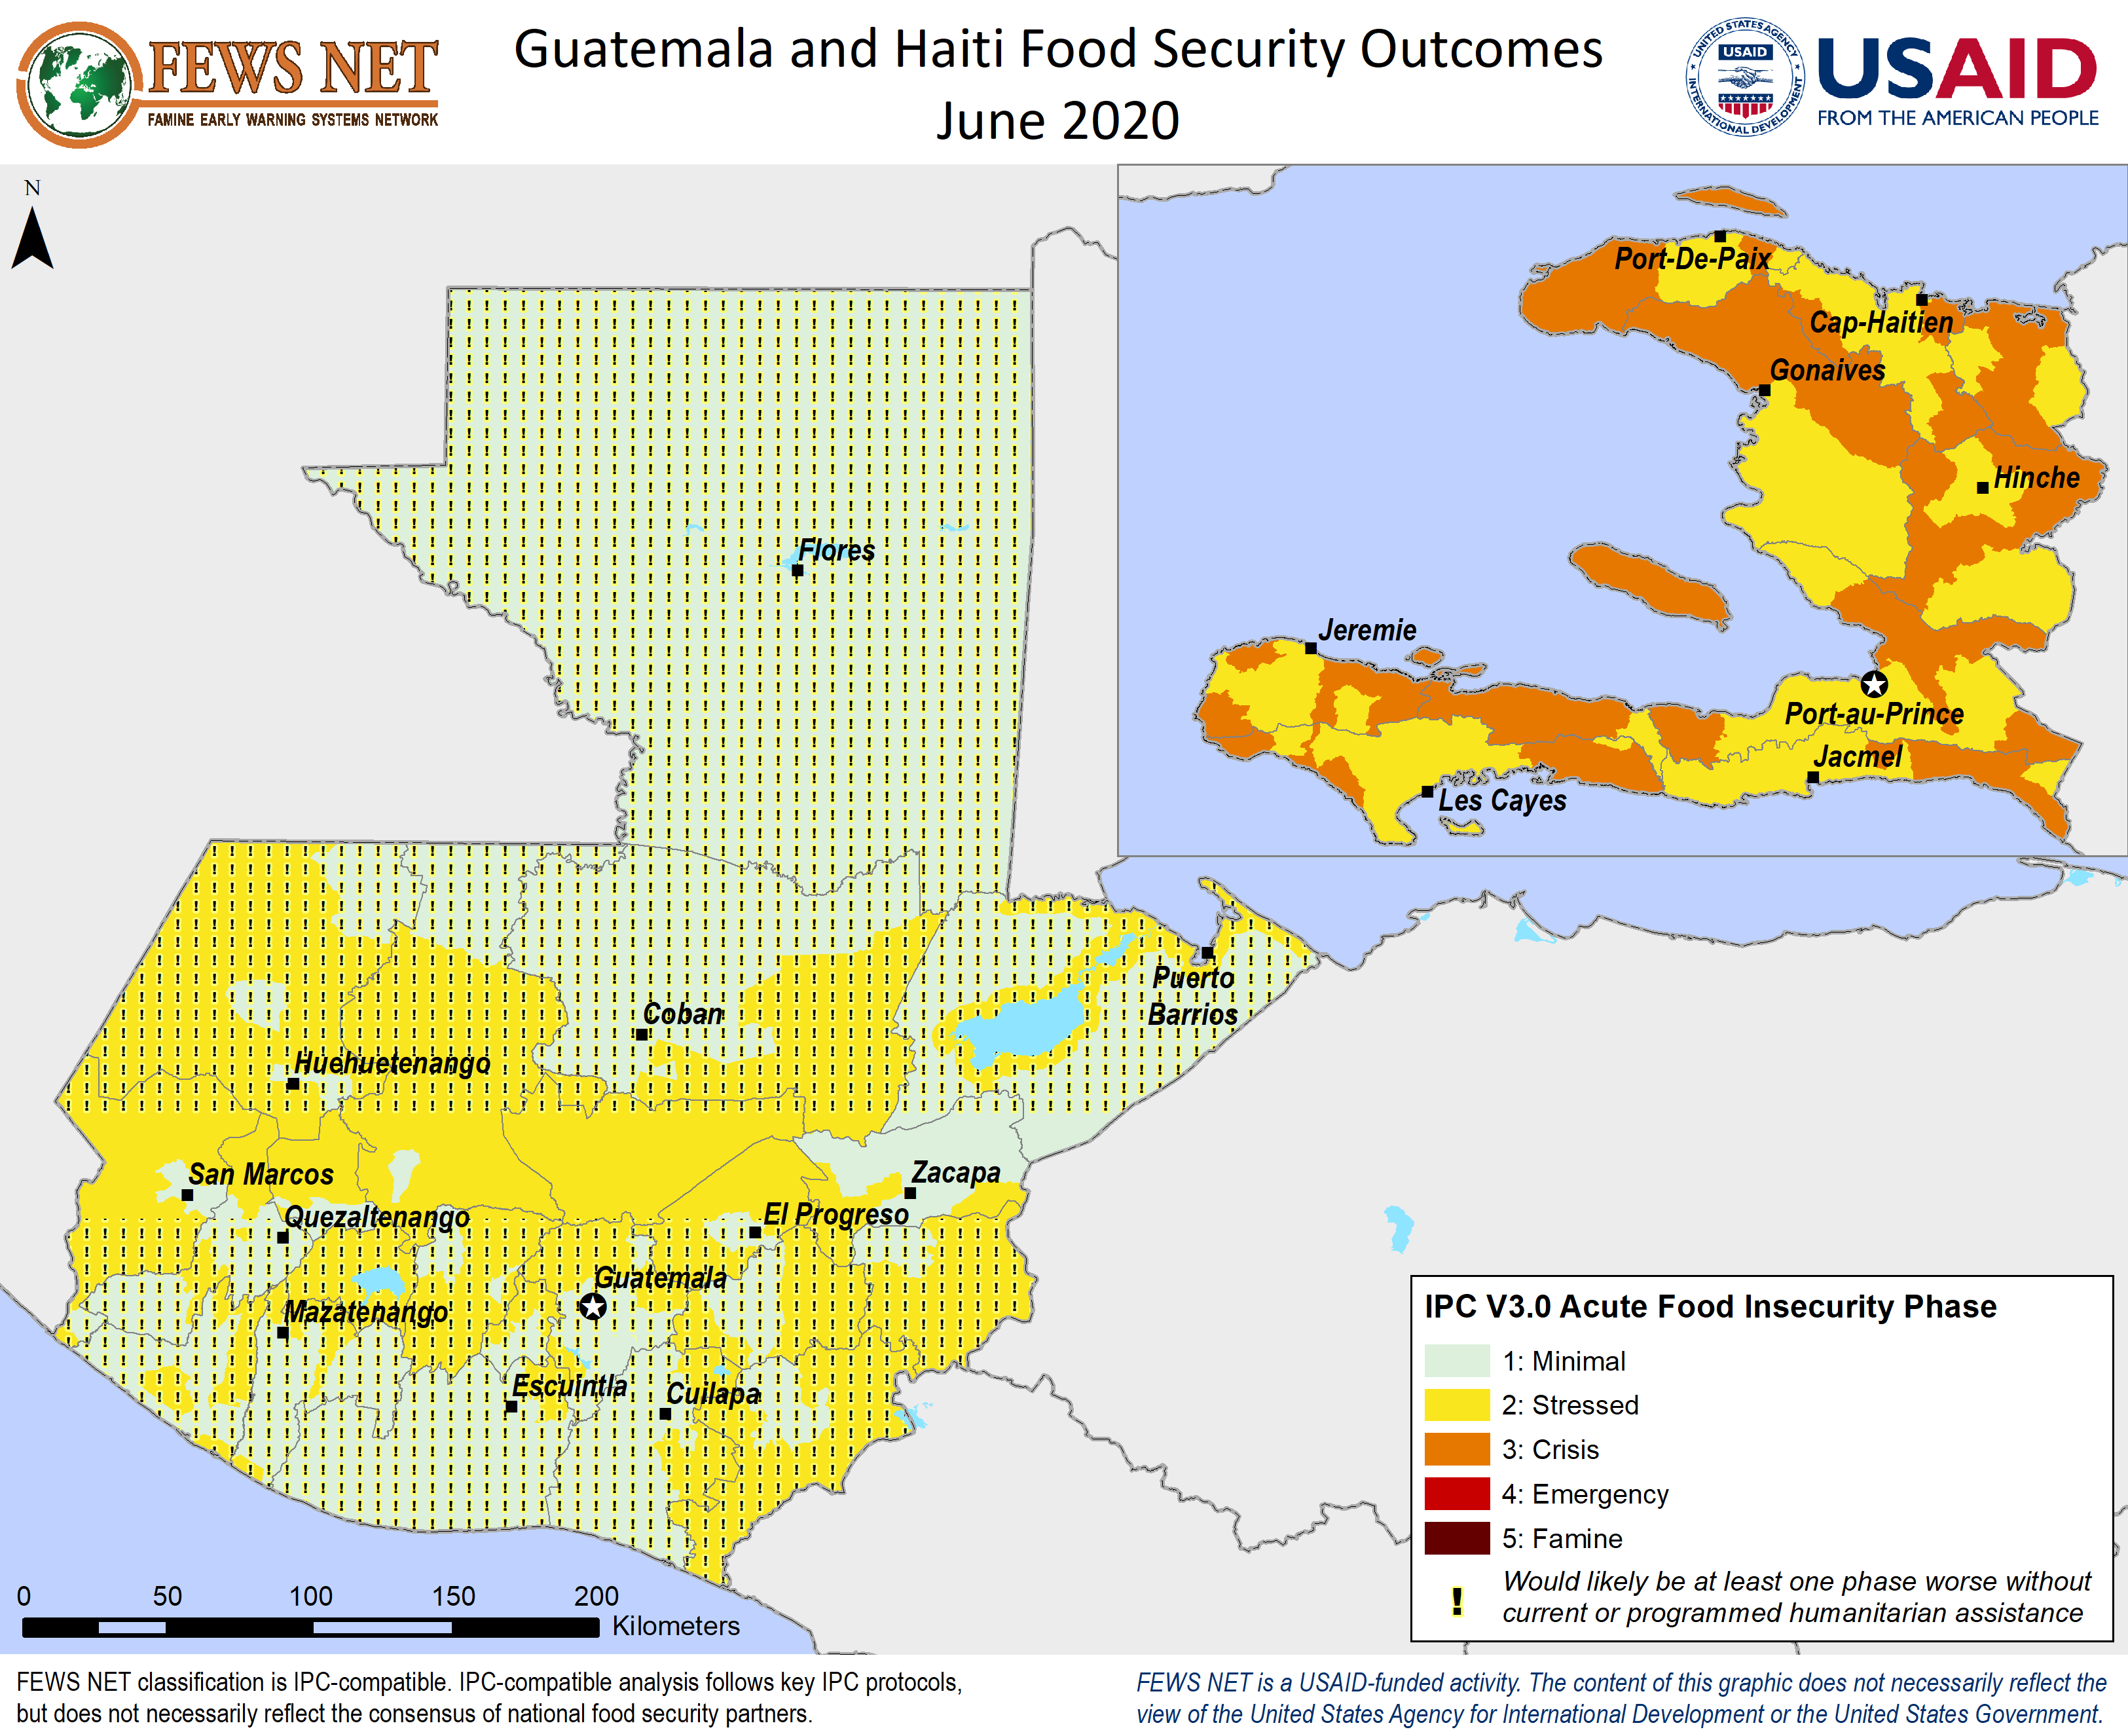 FEWS NET
FAMINE EARLY WARNING SYSTEMS NETWORK
Guatemala and Haiti Food Security Outcomes
June 2020
UNITED STATES AGENCY
USAID
INTERNATIONAL DEVELOPMENT
USAID
FROM THE AMERICAN PEOPLE
N
Port-De-Paix
Cap-Haitien
Gonaives
Hinche
Jeremie
Port-au-Prince
Jacmel
Les Cayes
Flores
Puerto
Barrios
Coban
Huehuetenango
San Marcos
Zacapa
Quezaltenango
El Progreso
Guatemala
Mazatenango
Escuintla
Cuilapa
IPC V3.0 Acute Food Insecurity Phase
1: Minimal
2: Stressed
3: Crisis
4: Emergency
5: Famine
! Would likely be at least one phase worse without
current or programmed humanitarian assistance
0 50 100 150 200
Kilometers
FEWS NET classification is IPC-compatible. IPC-compatible analysis follows key IPC protocols,
but does not necessarily reflect the consensus of national food security partners.
FEWS NET is a USAID-funded activity. The content of this graphic does not necessarily reflect the
view of the United States Agency for International Development or the United States Government.